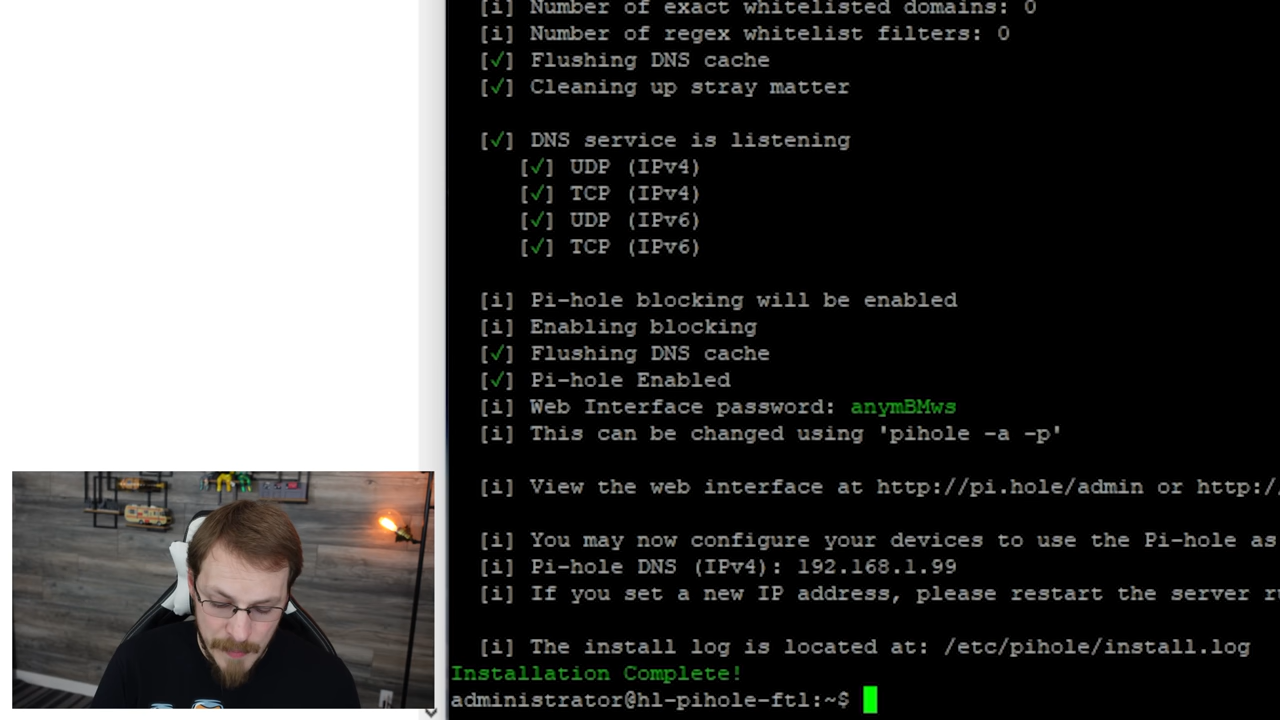 [i] Number of exact whitelisted domains: 0
[i] Number of regex whitelist filters: 0
[✓] Flushing DNS cache
[✓] Cleaning up stray matter
[✓] DNS service is listening
[✓] UDP (IPv4)
[✓] TCP (IPv4)
[✓] UDP (IPv6)
[✓] TCP (IPv6)
[i] Pi-hole blocking will be enabled
[i] Enabling blocking
[✓] Flushing DNS cache
[✓] Pi-hole Enabled
[i] Web Interface password: anymBMws
[i] This can be changed using 'pihole -a -p'
[i] View the web interface at http://pi.hole/admin or http:/
[i] You may now configure your devices to use the Pi-hole as
[i] Pi-hole DNS (IPv4): 192.168.1.99
[i] If you set a new IP address, please restart the server
[i] The install log is located at: /etc/pihole/install.log
Installation Complete!
administrator@hl-pihole-ftl:~$